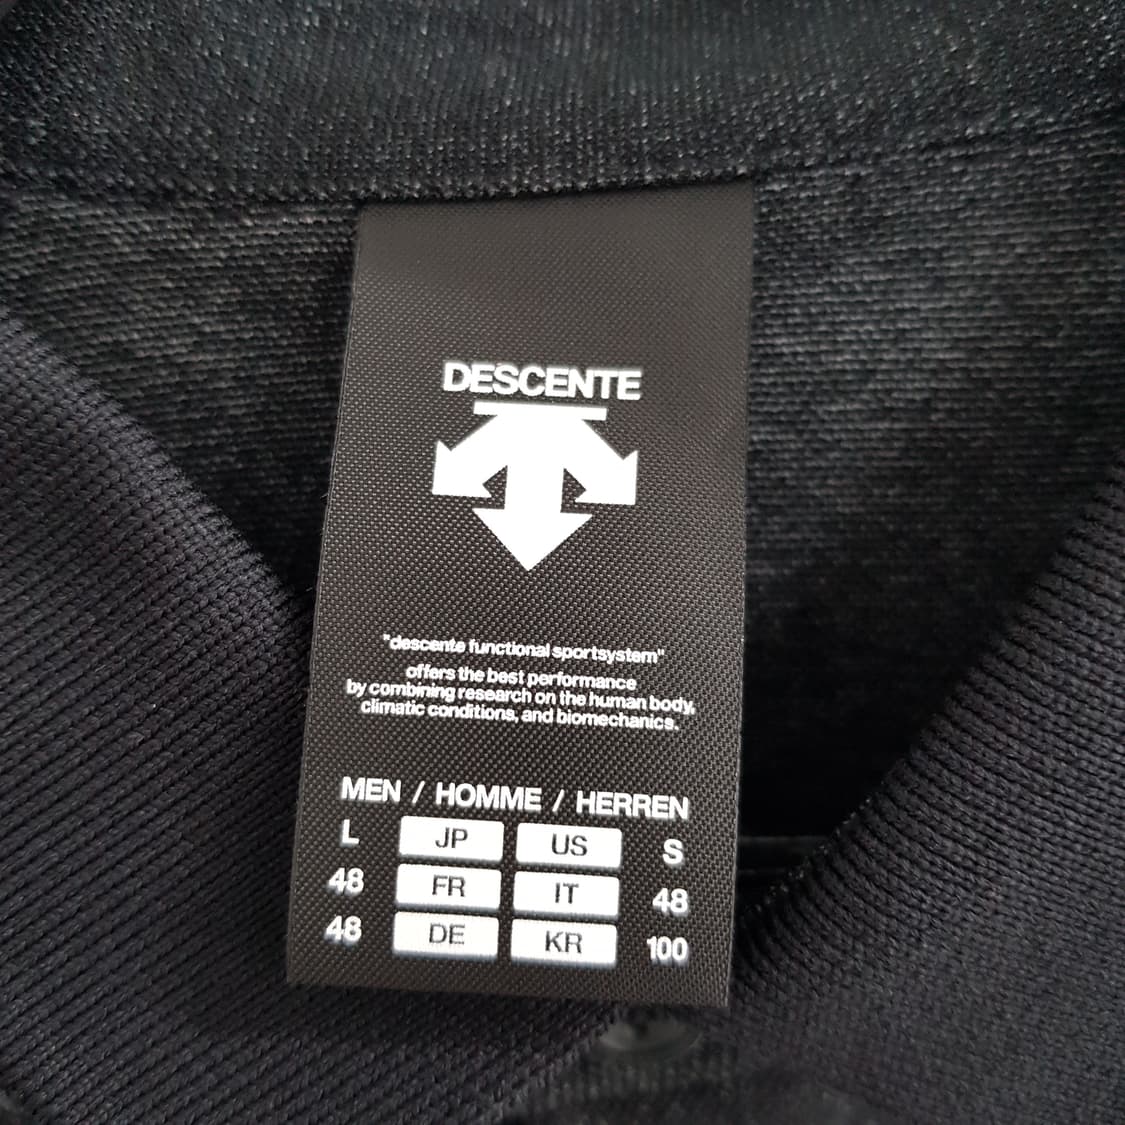 DESCENTE
"descente functional sportsystem"
offers the best performance
by combining research on the human body,
climatic conditions, and biomechanics.
MEN / HOMME / HERREN
L JP US S
48 FR IT 48
48 DE KR 100